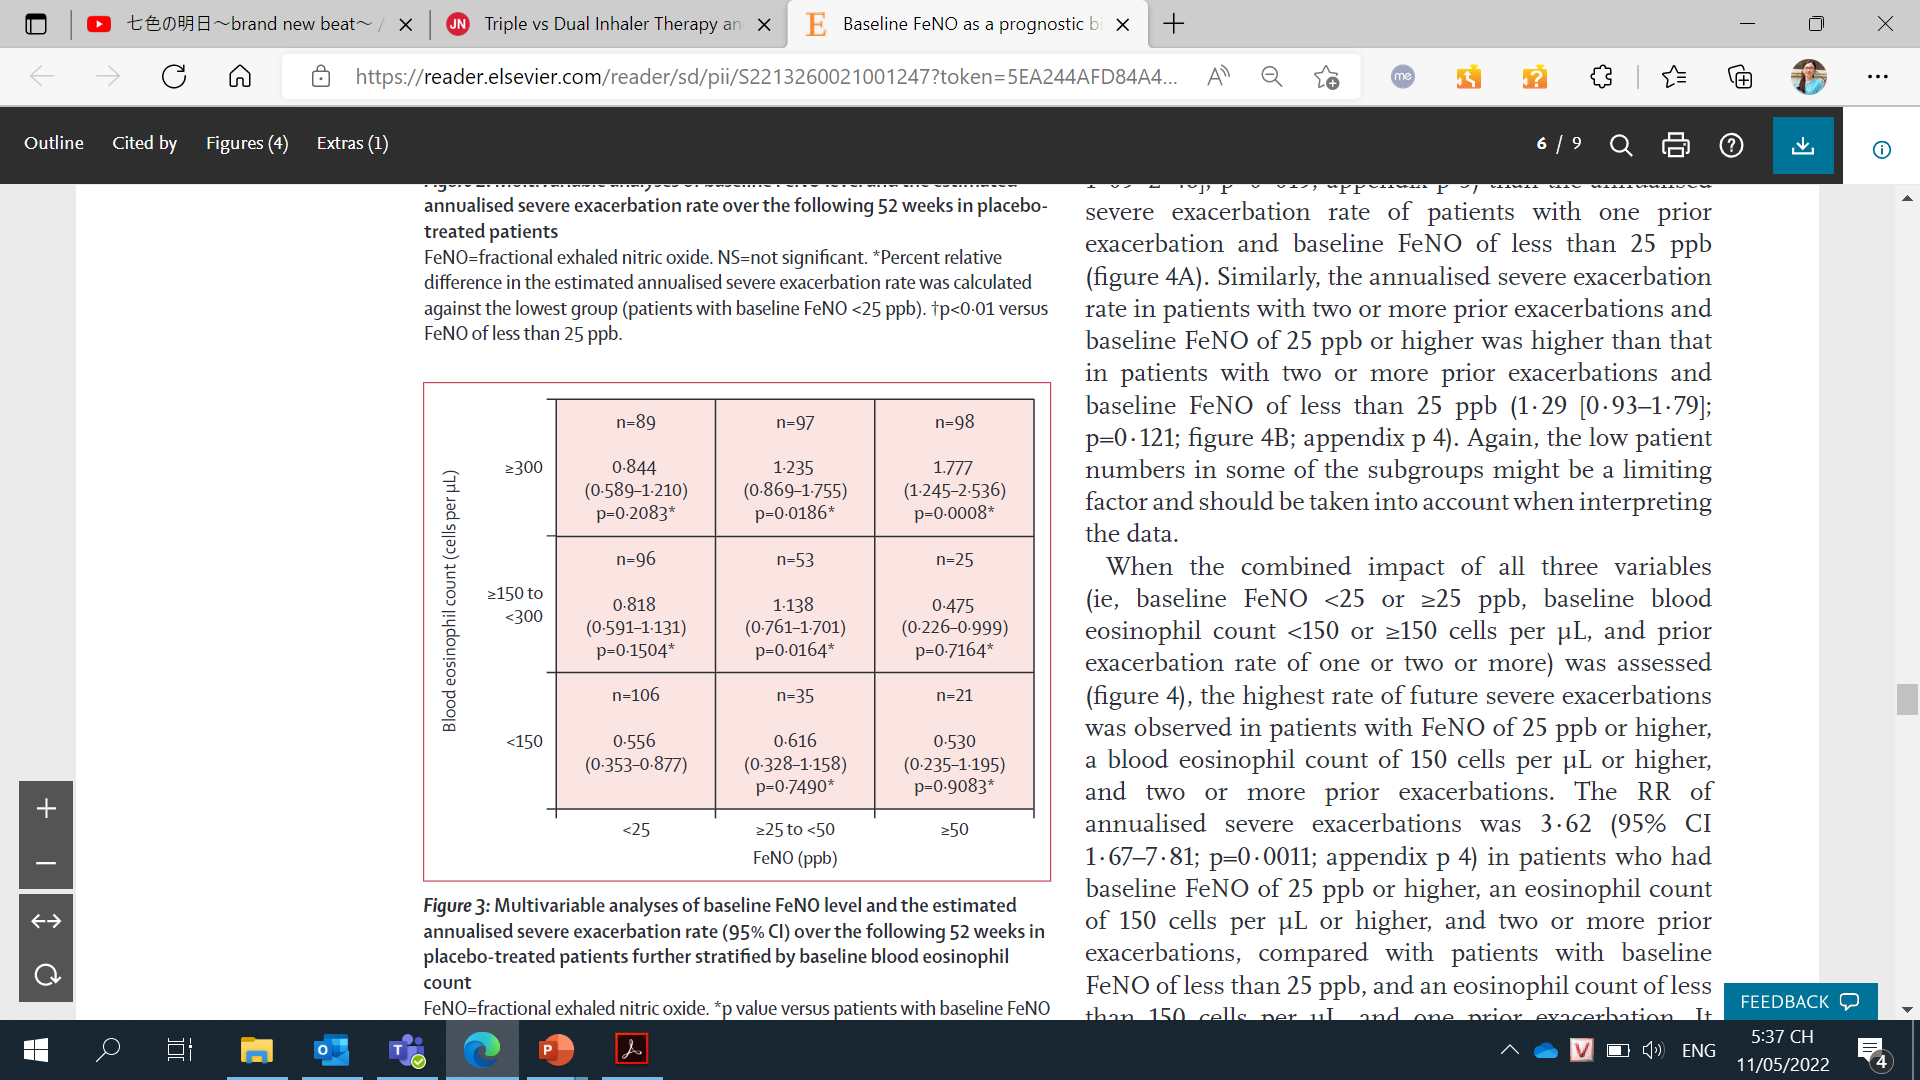 七色の明日～brand new beat～ /
JN Triple vs Dual Inhaler Therapy an
E Baseline FeNO as a prognostic bi
https://reader.elsevier.com/reader/sd/pii/S2213260021001247?token=5EA244AFD84A4...
me
Outline Cited by Figures (4) Extras (1)
6 / 9
annualised severe exacerbation rate over the following 52 weeks in placebo-
treated patients
FeNO=fractional exhaled nitric oxide. NS=not significant. *Percent relative
difference in the estimated annualised severe exacerbation rate was calculated
against the lowest group (patients with baseline FeNO <25 ppb). †p<0·01 versus
FeNO of less than 25 ppb.
Blood eosinophil count (cells per µL)
≥300
n=89
0·844
(0·589–1·210)
p=0·2083*
n=97
1·235
(0·869–1·755)
p=0·0186*
n=98
1.777
(1·245–2·536)
p=0·0008*
≥150 to
<300
n=96
0·818
(0·591–1·131)
p=0·1504*
n=53
1·138
(0·761–1·701)
p=0·0164*
n=25
0·475
(0·226–0·999)
p=0·7164*
<150
n=106
0·556
(0·353–0·877)
n=35
0·616
(0·328–1·158)
p=0·7490*
n=21
0·530
(0·235–1·195)
p=0·9083*
<25 ≥25 to <50 ≥50
FeNO (ppb)
Figure 3: Multivariable analyses of baseline FeNO level and the estimated
annualised severe exacerbation rate (95% CI) over the following 52 weeks in
placebo-treated patients further stratified by baseline blood eosinophil
count
FeNO=fractional exhaled nitric oxide. *p value versus patients with baseline FeNO
severe exacerbation rate of patients with one prior
exacerbation and baseline FeNO of less than 25 ppb
(figure 4A). Similarly, the annualised severe exacerbation
rate in patients with two or more prior exacerbations and
baseline FeNO of 25 ppb or higher was higher than that
in patients with two or more prior exacerbations and
baseline FeNO of less than 25 ppb (1·29 [0·93–1·79];
p=0·121; figure 4B; appendix p 4). Again, the low patient
numbers in some of the subgroups might be a limiting
factor and should be taken into account when interpreting
the data.
When the combined impact of all three variables
(ie, baseline FeNO <25 or ≥25 ppb, baseline blood
eosinophil count <150 or ≥150 cells per µL, and prior
exacerbation rate of one or two or more) was assessed
(figure 4), the highest rate of future severe exacerbations
was observed in patients with FeNO of 25 ppb or higher,
a blood eosinophil count of 150 cells per µL or higher,
and two or more prior exacerbations. The RR of
annualised severe exacerbations was 3·62 (95% CI
1·67–7·81; p=0·0011; appendix p 4) in patients who had
baseline FeNO of 25 ppb or higher, an eosinophil count
of 150 cells per µL or higher, and two or more prior
exacerbations, compared with patients with baseline
FeNO of less than 25 ppb, and an eosinophil count of less
than 150 cells per µL, and one prior exacerbation. It
FEEDBACK
ENG
5:37 CH
11/05/2022
4